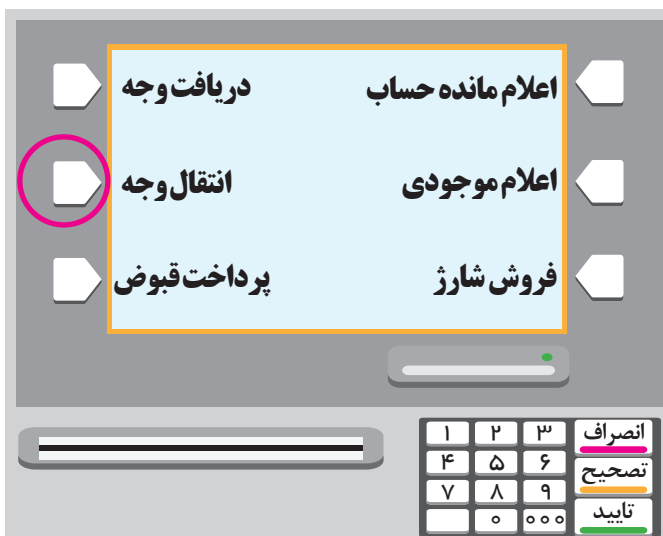 اعلام مانده حساب
دریافت وجه
اعلام موجودی
انتقال وجه
فروش شارژ
پرداخت قبوض
۱ ۲ ۳ انصراف
۴ ۵ ۶ تصحیح
۷ ۸ ۹
۰ ۰۰۰ تایید